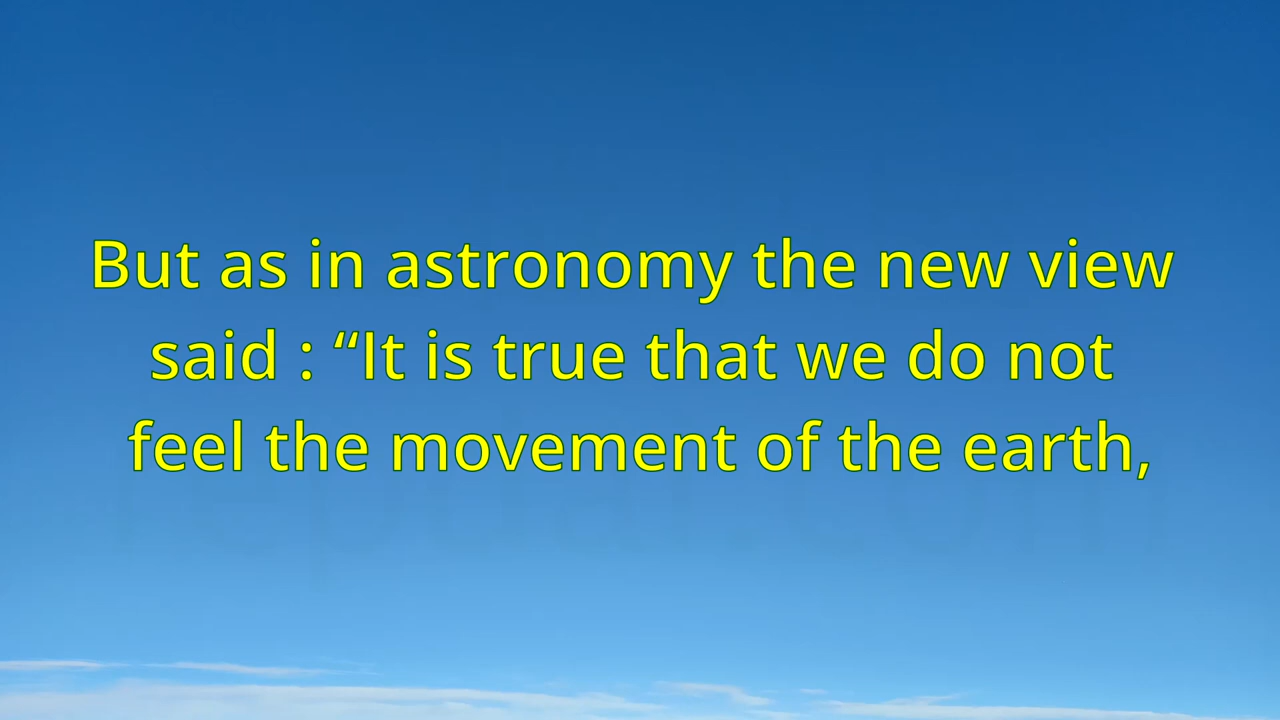 But as in astronomy the new view
said : “It is true that we do not
feel the movement of the earth,